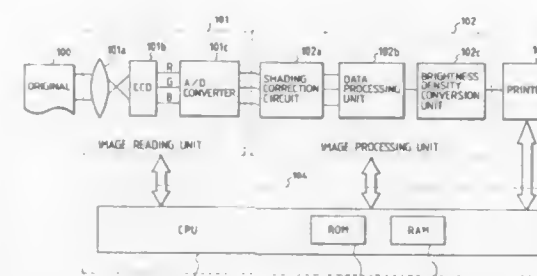 101
102
100
101a
101b
101c
102a
102b
102c
ORIGINAL
CCD
R
G
B
A/D CONVERTER
SHADING CORRECTION CIRCUIT
DATA PROCESSING UNIT
BRIGHTNESS DENSITY CONVERSION UNIT
IMAGE READING UNIT
IMAGE PROCESSING UNIT
104
CPU
ROM
RAM